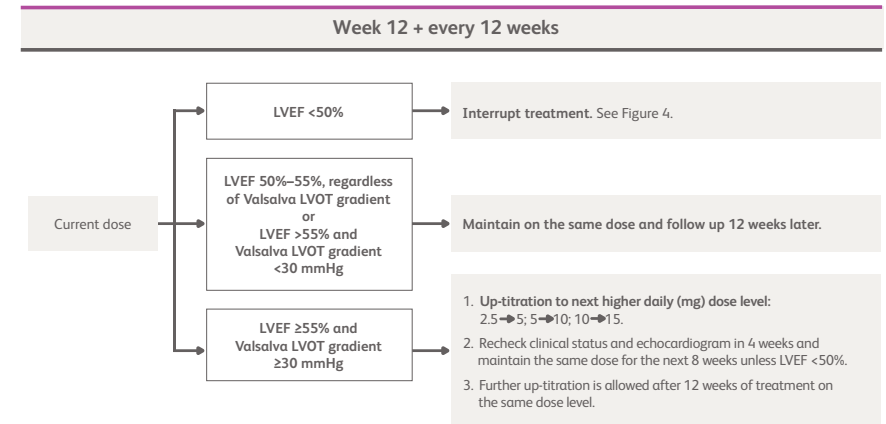 Week 12 + every 12 weeks
LVEF <50%
Interrupt treatment. See Figure 4.
Current dose
LVEF 50%–55%, regardless
of Valsalva LVOT gradient
or
LVEF >55% and
Valsalva LVOT gradient
<30 mmHg
Maintain on the same dose and follow up 12 weeks later.
LVEF ≥55% and
Valsalva LVOT gradient
≥30 mmHg
1. Up-titration to next higher daily (mg) dose level:
2.5→5; 5→10; 10→15.
2. Recheck clinical status and echocardiogram in 4 weeks and
maintain the same dose for the next 8 weeks unless LVEF <50%.
3. Further up-titration is allowed after 12 weeks of treatment on
the same dose level.